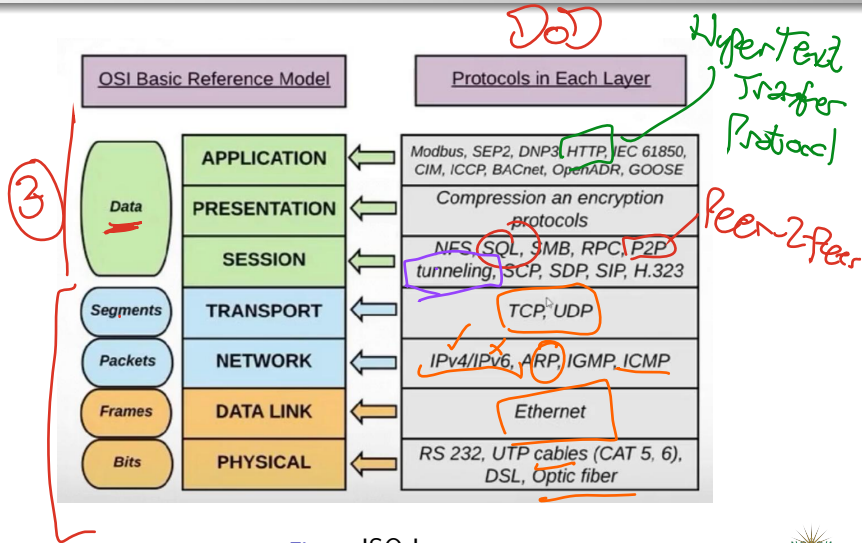 DoD
HyperText
Tranfer
Protocol
OSI Basic Reference Model
Protocols in Each Layer
3
Data
APPLICATION
Modbus, SEP2, DNP3, HTTP, IEC 61850,
CIM, ICCP, BACnet, OpenADR, GOOSE
PRESENTATION
Compression an encryption
protocols
SESSION
NFS, SQL, SMB, RPC, P2P
tunneling, SCP, SDP, SIP, H.323
Peer-2-Peer
Segments
TRANSPORT
TCP, UDP
Packets
NETWORK
IPv4/IPv6, ARP, IGMP, ICMP
Frames
DATA LINK
Ethernet
Bits
PHYSICAL
RS 232, UTP cables (CAT 5, 6),
DSL, Optic fiber